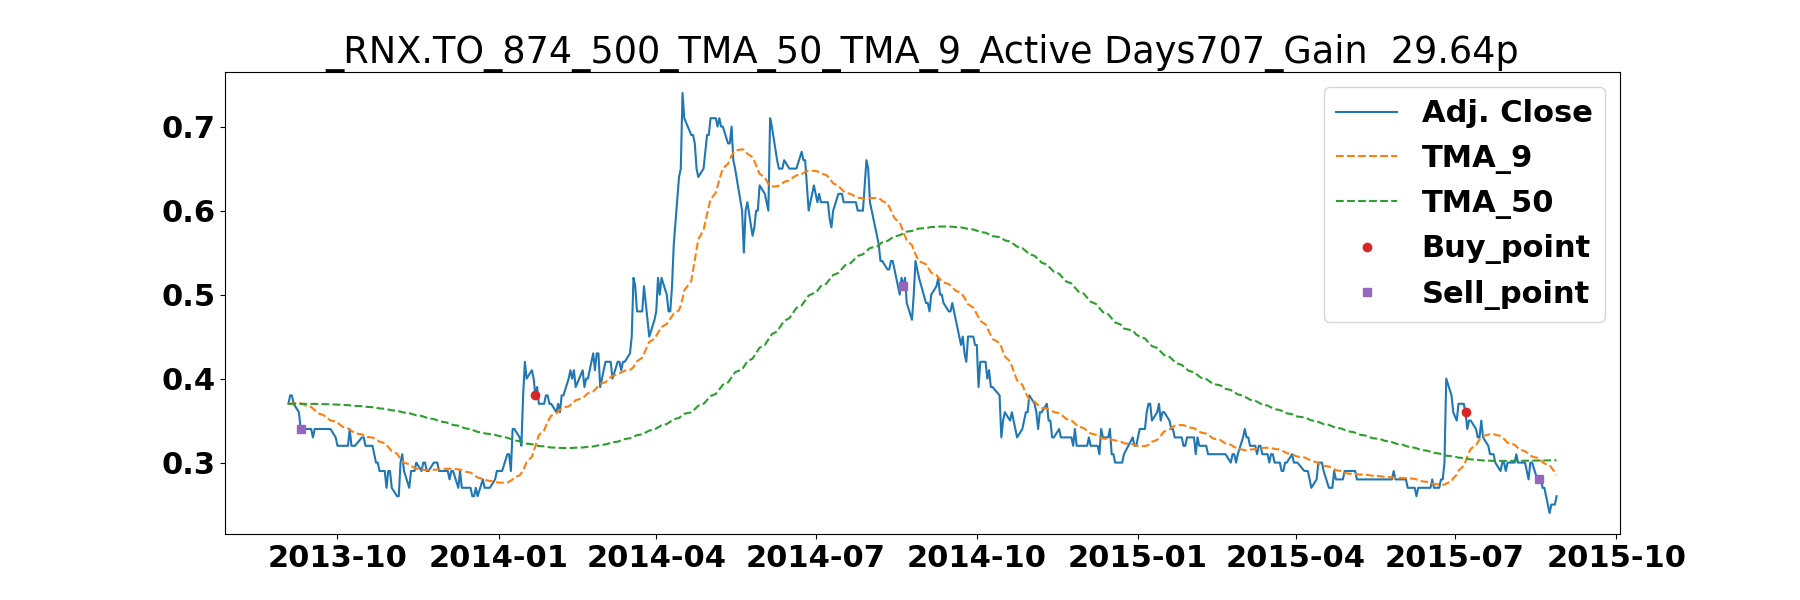 _RNX.TO_874_500_TMA_50_TMA_9_Active Days707_Gain  29.64p
Adj. Close
TMA_9
TMA_50
Buy_point
Sell_point
0.7
0.6
0.5
0.4
0.3
2013-10 2014-01 2014-04 2014-07 2014-10 2015-01 2015-04 2015-07 2015-10